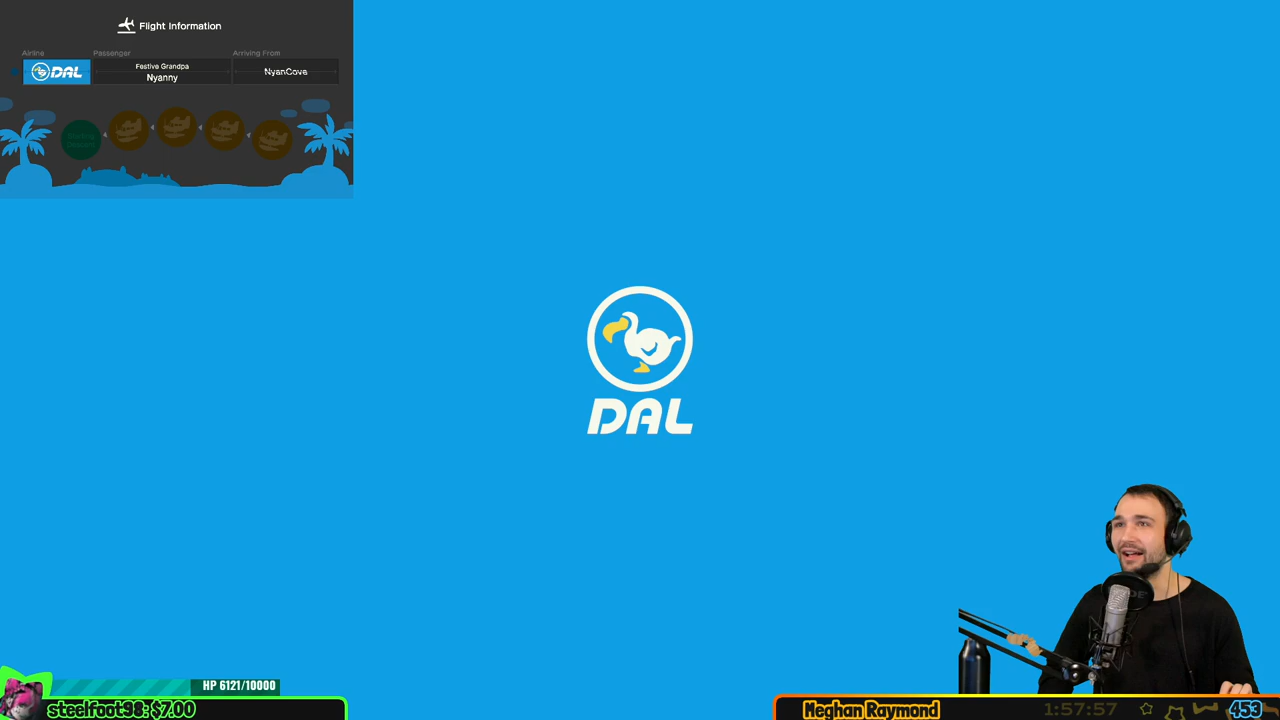 Flight Information
Airline
Passenger
Arriving From
DAL
Festive Grandpa
Nyanny
NyanCove
DAL
HP 6121/10000
steelfoot98: $7.00
Meghan Raymond
1:57:57
453